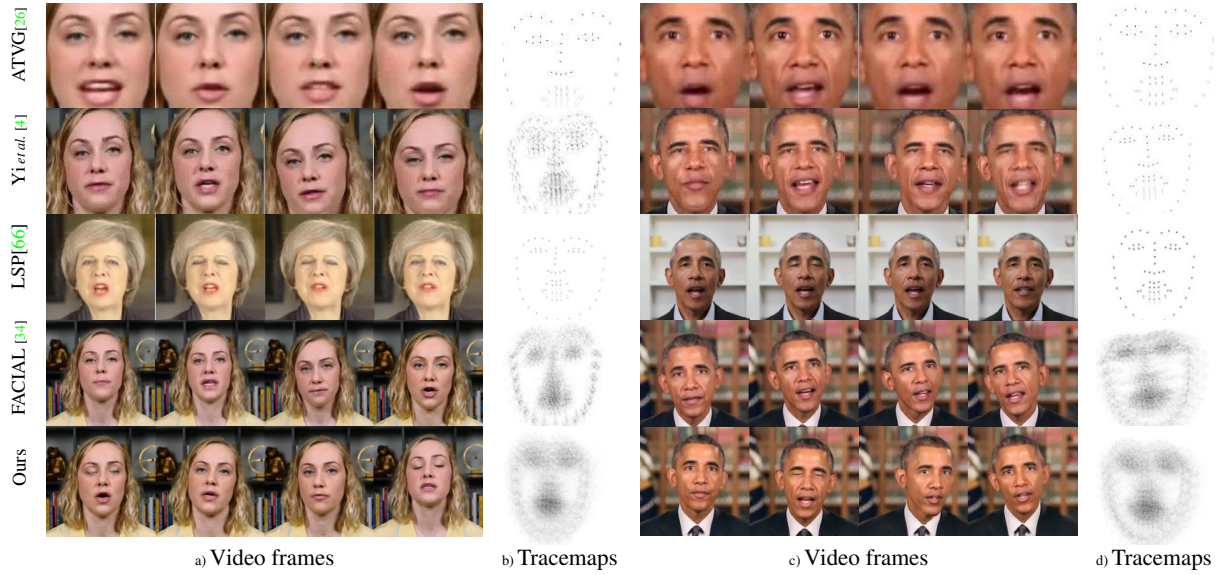 ATVG[26]
Yi et al. [4]
LSP[66]
FACIAL [34]
Ours
a) Video frames
b) Tracemaps
c) Video frames
d) Tracemaps